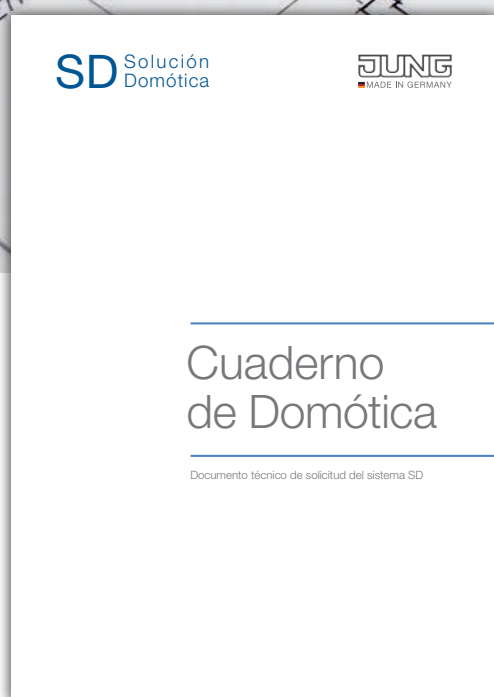 SD Solución
Domótica
JUNG
MADE IN GERMANY
Cuaderno
de Domótica
Documento técnico de solicitud del sistema SD